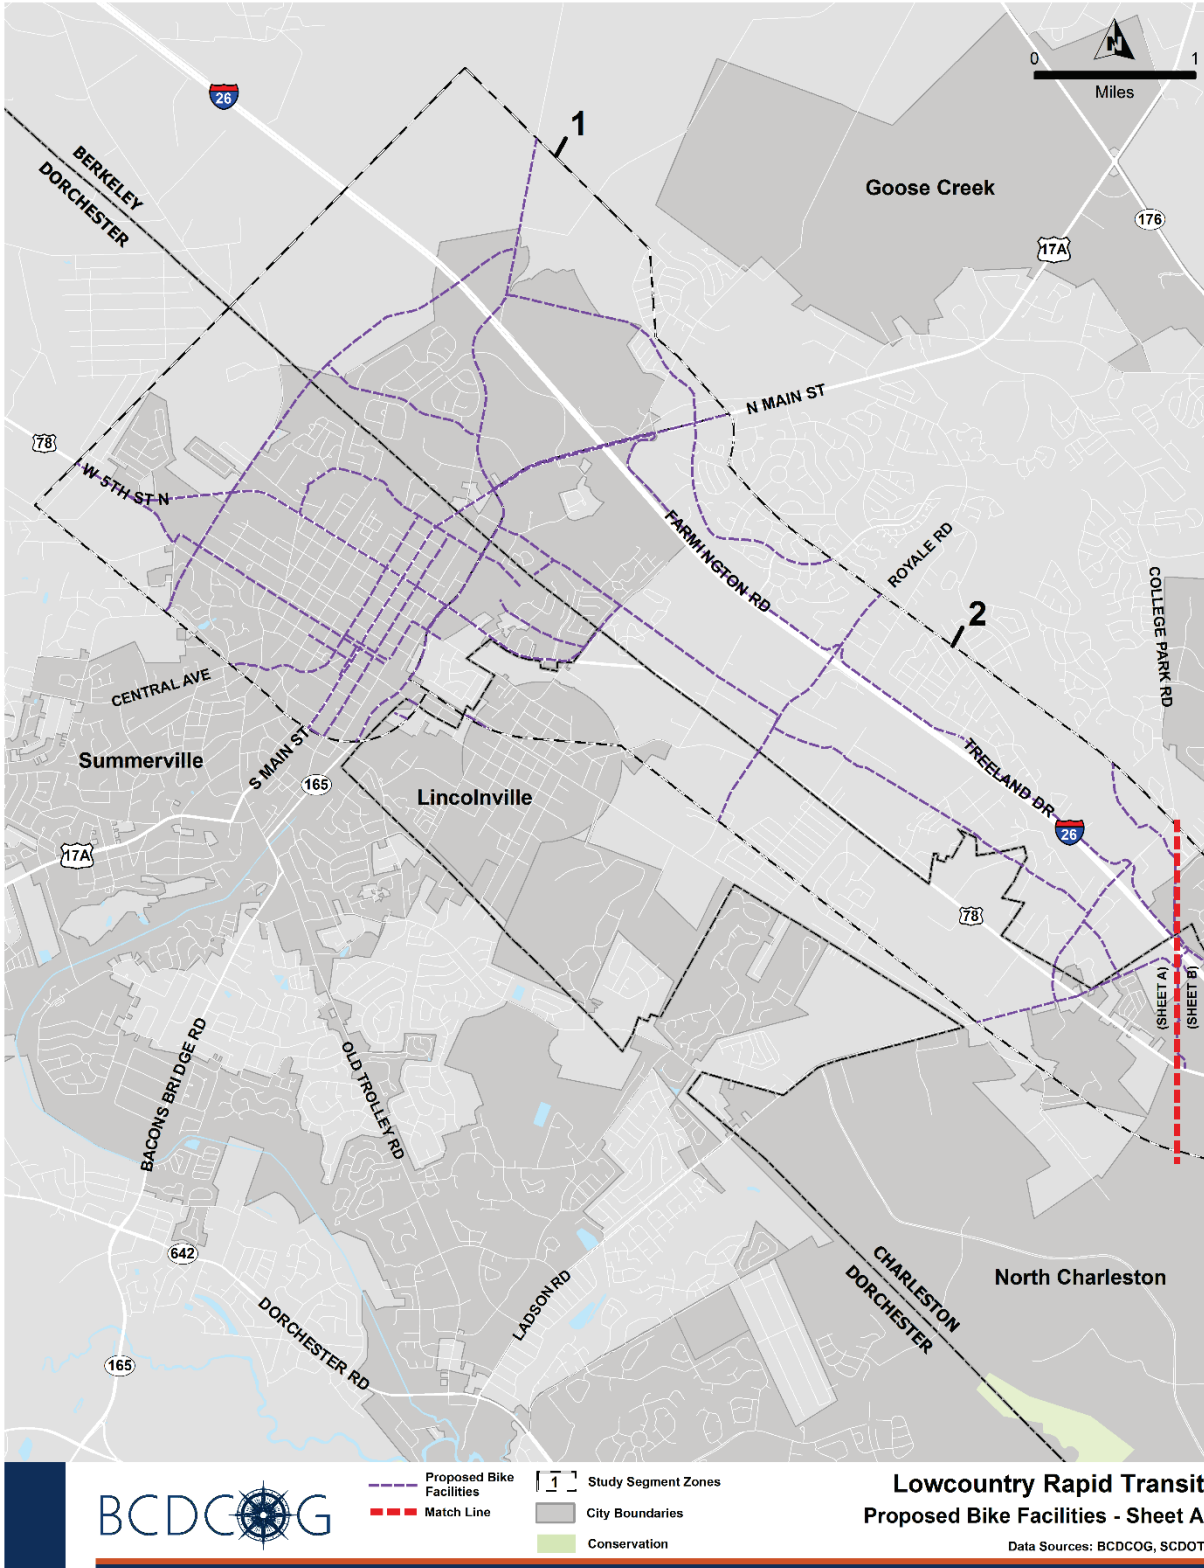 26
1
N
0 1
Miles
BERKELEY
DORCHESTER
Goose Creek
176
17A
N MAIN ST
78
W 5TH ST N
FARMINGTON RD
ROYALE RD
2
COLLEGE PARK RD
CENTRAL AVE
Summerville
S MAIN ST
165
Lincolnville
TREELAND DR
26
17A
78
(SHEET A)
(SHEET B)
BACONS BRIDGE RD
OLD TROLLEY RD
642
CHARLESTON
DORCHESTER
North Charleston
LADSON RD
DORCHESTER RD
165
BCDCOG
Proposed Bike
Facilities
Match Line
1 Study Segment Zones
City Boundaries
Conservation
Lowcountry Rapid Transit
Proposed Bike Facilities - Sheet A
Data Sources: BCDCOG, SCDOT